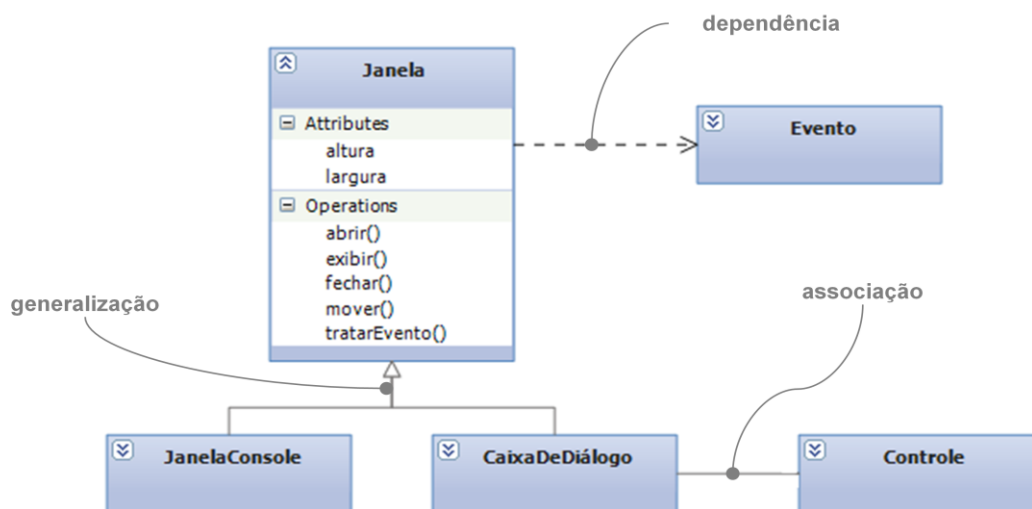 dependência
Janela
Attributes
altura
largura
Operations
abrir()
exibir()
fechar()
mover()
tratarEvento()
Evento
generalização
associação
JanelaConsole
CaixaDeDiálogo
Controle